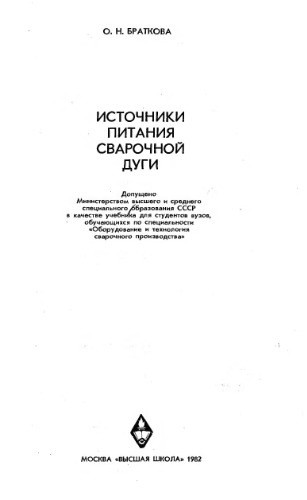 О. Н. БРАТКОВА
ИСТОЧНИКИ
ПИТАНИЯ
СВАРОЧНОЙ
ДУГИ
Допущено
Министерством высшего и среднего
специального образования СССР
в качестве учебника для студентов вузов,
обучающихся по специальности
«Оборудование и технология
сварочного производства»
МОСКВА «ВЫСШАЯ ШКОЛА» 1982